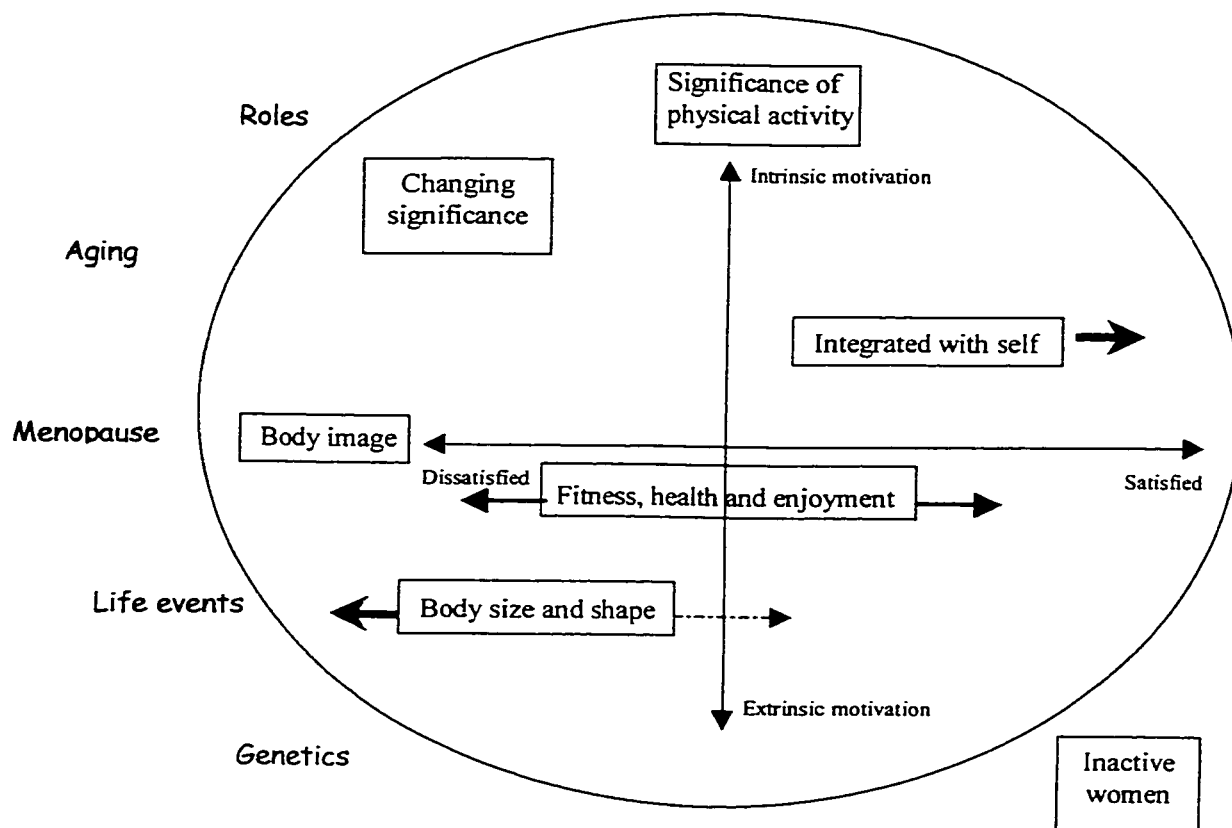 Significance of
physical activity
Roles
Changing
significance
Intrinsic motivation
Aging
Integrated with self
Menopause
Body image
Dissatisfied
Satisfied
Fitness, health and enjoyment
Life events
Body size and shape
Extrinsic motivation
Genetics
Inactive
women